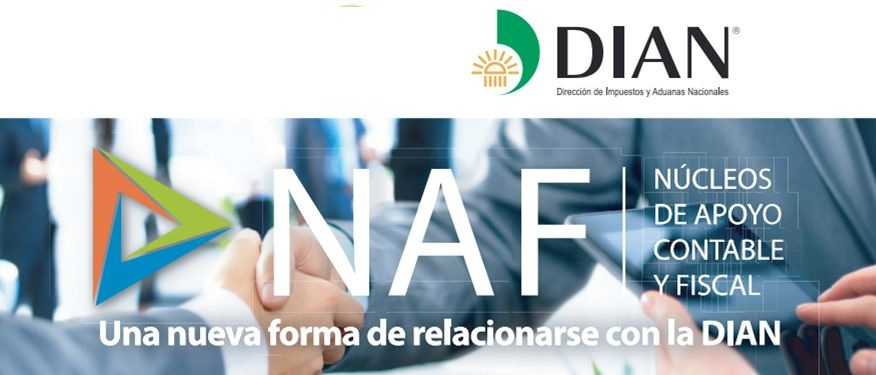 DIAN®
Dirección de Impuestos y Aduanas Nacionales
NAF
NÚCLEOS
DE APOYO
CONTABLE
Y FISCAL
Una nueva forma de relacionarse con la DIAN